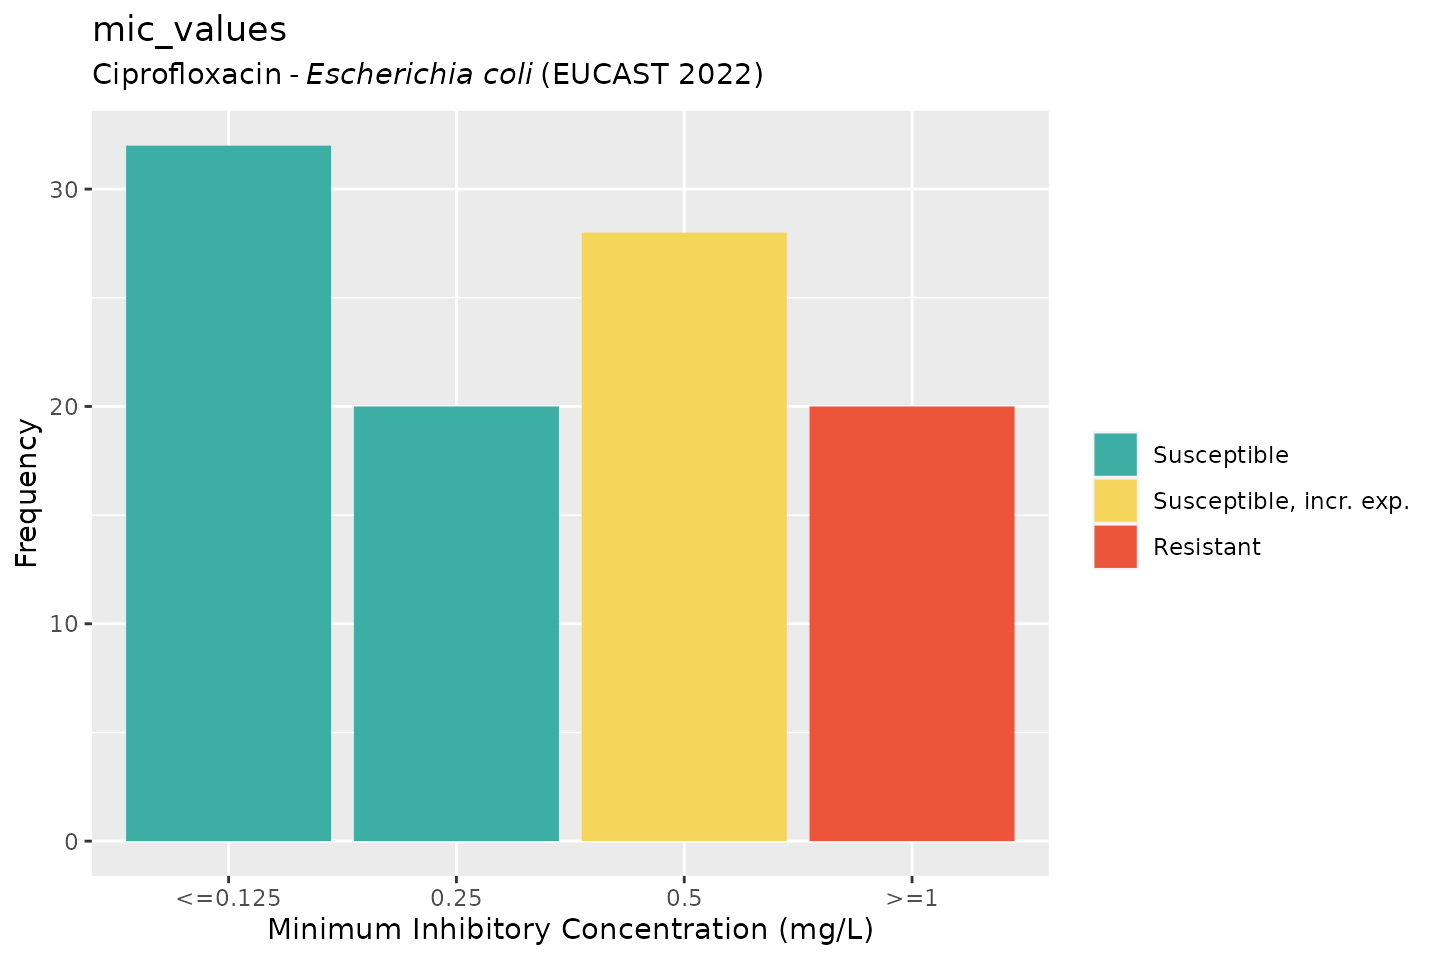 mic_values
Ciprofloxacin - Escherichia coli (EUCAST 2022)
Frequency
30
20
10
0
<=0.125 0.25 0.5 >=1
Minimum Inhibitory Concentration (mg/L)
Susceptible
Susceptible, incr. exp.
Resistant